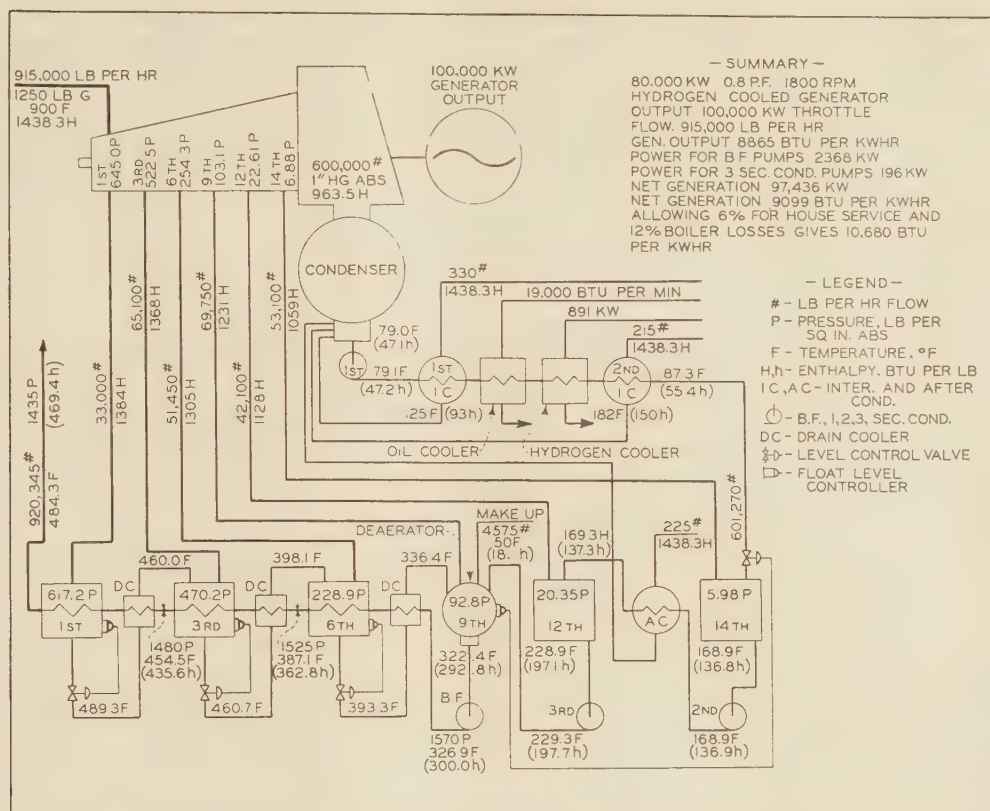 915,000 LB PER HR
1250 LB G
900 F
1438.3H
1ST
645.0P
3RD
522.5P
6TH
254.3P
9TH
103.1P
12TH
22.61P
14TH
6.88P
600,000#
1" HG ABS
963.5H
100,000 KW
GENERATOR
OUTPUT
— SUMMARY —
80,000 KW 0.8 P.F. 1800 RPM
HYDROGEN COOLED GENERATOR
OUTPUT 100,000 KW THROTTLE
FLOW. 915,000 LB PER HR
GEN. OUTPUT 8865 BTU PER KWHR
POWER FOR B F PUMPS 2368 KW
POWER FOR 3 SEC. COND. PUMPS 196 KW
NET GENERATION 97,436 KW
NET GENERATION 9099 BTU PER KWHR
ALLOWING 6% FOR HOUSE SERVICE AND
12% BOILER LOSSES GIVES 10,680 BTU
PER KWHR
— LEGEND —
# – LB PER HR FLOW
P – PRESSURE, LB PER
SQ IN. ABS
F – TEMPERATURE, °F
H,h – ENTHALPY. BTU PER LB
I C, A C – INTER. AND AFTER
COND.
– B.F., 1,2,3, SEC. COND.
DC – DRAIN COOLER
– LEVEL CONTROL VALVE
– FLOAT LEVEL
CONTROLLER
CONDENSER
79.0F
(47.1h)
1ST
79.1F
(47.2h)
330#
1438.3H
19,000 BTU PER MIN
891 KW
215#
1438.3H
1ST
I C
2ND
I C
87.3F
(55.4h)
(93h)
182F
(150h)
OIL COOLER
HYDROGEN COOLER
1435P
(469.4h)
33,000#
1384H
65,100#
1368H
51,450#
1305H
69,750#
1231H
42,100#
1128H
53,100#
1059H
920,345#
484.3F
601,270#
DEAERATOR
MAKE UP
4575#
50F
169.3H
(137.3h)
225#
1438.3H
460.0F
398.1F
336.4F
617.2P
1ST
DC
470.2P
3RD
DC
228.9P
6TH
DC
92.8P
9TH
20.35P
12TH
AC
5.98P
14TH
1480P
454.5F
(435.6h)
1525P
387.1F
(362.8h)
489.3F
460.7F
393.3F
B F
1570P
326.9F
(300.0h)
228.9F
(197.1h)
3RD
229.3F
(197.7h)
168.9F
(136.8h)
2ND
168.9F
(136.9h)